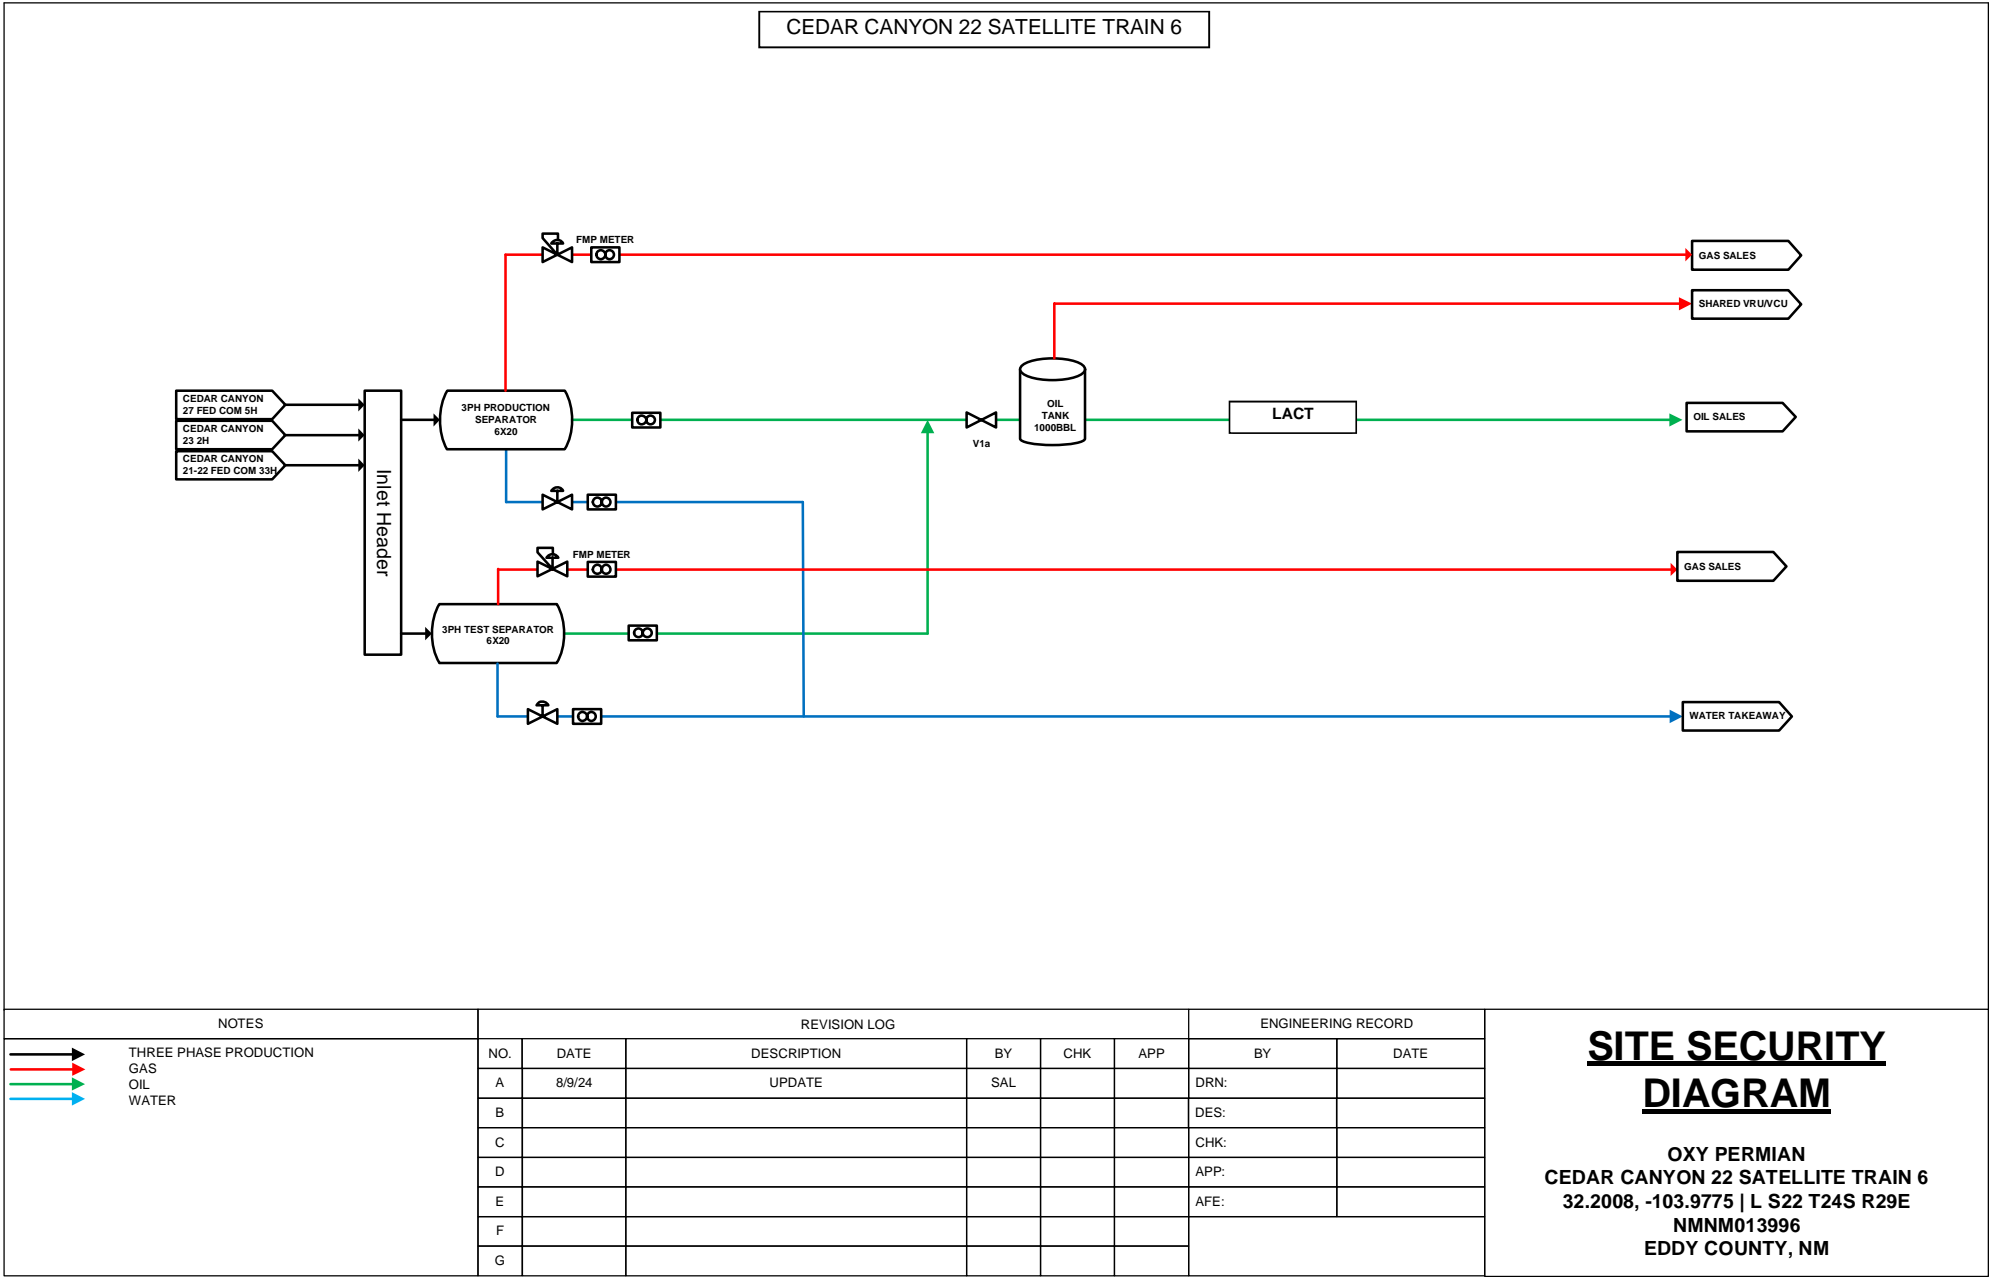 CEDAR CANYON 22 SATELLITE TRAIN 6
FMP METER
GAS SALES
SHARED VRU/VCU
CEDAR CANYON
27 FED COM 5H
CEDAR CANYON
23 2H
CEDAR CANYON
21-22 FED COM 33H
Inlet Header
3PH PRODUCTION
SEPARATOR
6X20
V1a
OIL
TANK
1000BBL
LACT
OIL SALES
FMP METER
GAS SALES
3PH TEST SEPARATOR
6X20
WATER TAKEAWAY
NOTES
THREE PHASE PRODUCTION
GAS
OIL
WATER
REVISION LOG
NO. DATE DESCRIPTION BY CHK APP
A 8/9/24 UPDATE SAL
B
C
D
E
F
G
ENGINEERING RECORD
BY DATE
DRN:
DES:
CHK:
APP:
AFE:
SITE SECURITY
DIAGRAM
OXY PERMIAN
CEDAR CANYON 22 SATELLITE TRAIN 6
32.2008, -103.9775 | L S22 T24S R29E
NMNM013996
EDDY COUNTY, NM